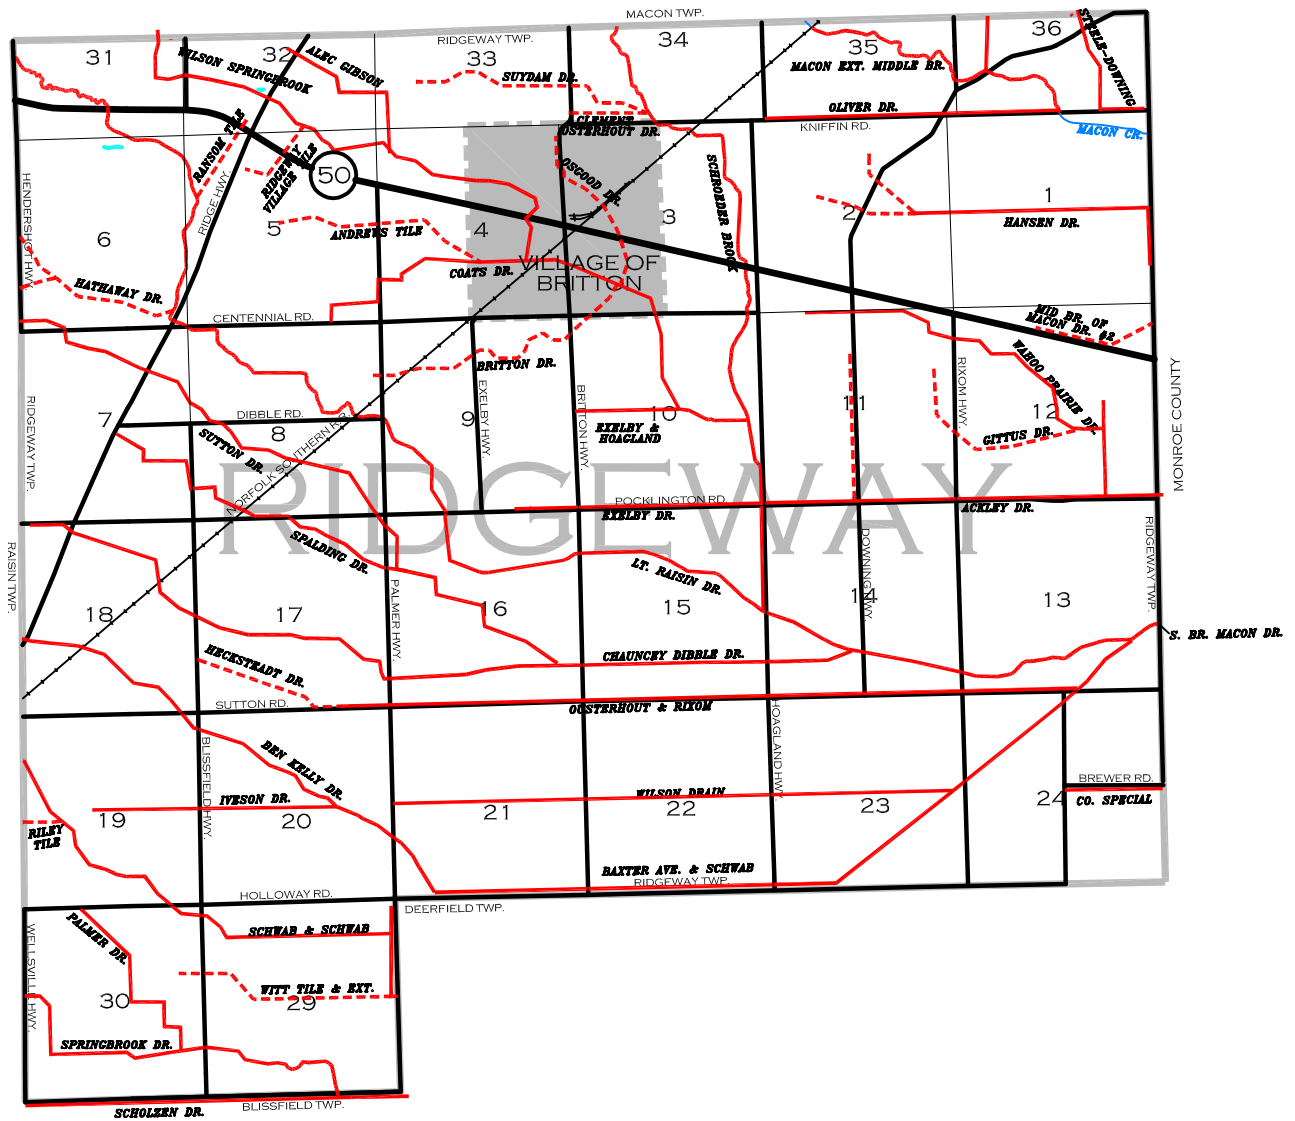 MACON TWP.
RIDGEWAY TWP.
31
32
33
34
35
36
WILSON SPRINGBROOK
ALEC GIBSON
SUYDAM DR.
MACON EXT. MIDDLE BR.
STEELE-DOWNING
OLIVER DR.
KNIFFIN RD.
MACON CR.
CLEMENT
OSTERHOUT DR.
RANSOM TILE
RIDGEWAY
VILLAGE TILE
50
OSGOOD DR.
SCHROEDER BROOK
HENDERSHOT HWY.
RIDGE HWY.
6
5
4
3
2
1
ANDREWS TILE
HANSEN DR.
COATS DR.
VILLAGE OF
BRITTON
HATHAWAY DR.
CENTENNIAL RD.
MID BR. OF
MACON DR. #2
WAHOO PRAIRIE DR.
BRITTON DR.
EXELBY HWY.
BRITTON HWY.
RIXOM HWY.
MONROE COUNTY
RIDGEWAY TWP.
RAISIN TWP.
7
8
9
10
11
12
DIBBLE RD.
SUTTON DR.
NORFOLK SOUTHERN R.R.
EXELBY &
HOAGLAND
GITTUS DR.
RIDGEWAY
POCKLINGTON RD.
EXELBY DR.
ACKLEY DR.
SPALDING DR.
LT. RAISIN DR.
DOWNING HWY.
RIDGEWAY TWP.
PALMER HWY.
18
17
16
15
14
13
S. BR. MACON DR.
HECKSTEADT DR.
CHAUNCEY DIBBLE DR.
SUTTON RD.
OUSTERHOUT & RIXOM
HOAGLAND HWY.
BLISSFIELD HWY.
BEN KELLY DR.
IVESON DR.
WILSON DRAIN
BREWER RD.
CO. SPECIAL
19
20
21
22
23
24
RILEY
TILE
BAXTER AVE. & SCHWAB
RIDGEWAY TWP.
HOLLOWAY RD.
DEERFIELD TWP.
WELLSVILLE HWY.
PALMER DR.
SCHWAB & SCHWAB
WITT TILE & EXT.
30
29
SPRINGBROOK DR.
SCHOLZEN DR.
BLISSFIELD TWP.